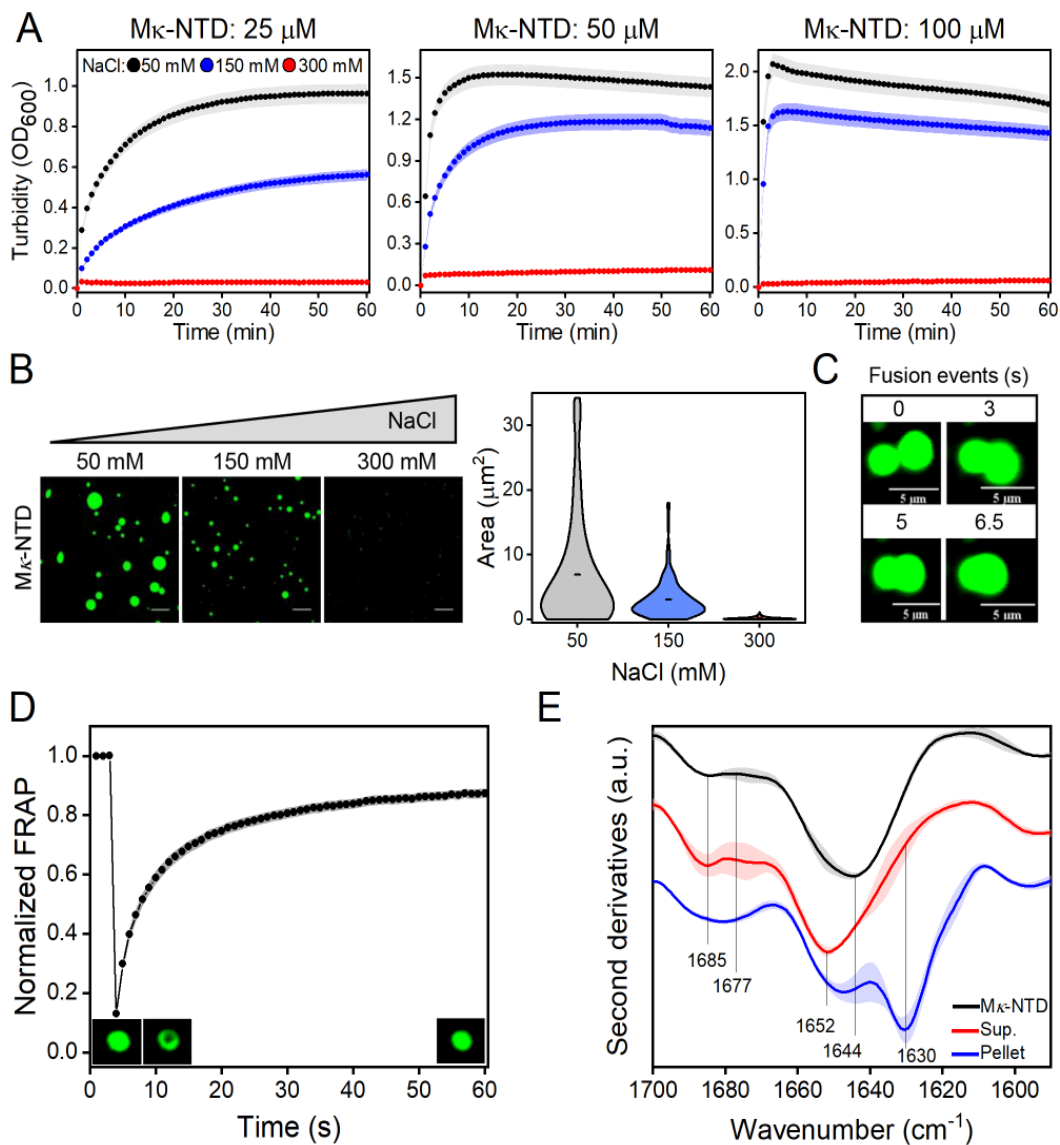 A
Mκ-NTD: 25 μM
Mκ-NTD: 50 μM
Mκ-NTD: 100 μM
NaCl: 50 mM 150 mM 300 mM
Turbidity (OD600)
1.0
0.8
0.6
0.4
0.2
0.0
0 10 20 30 40 50 60
Time (min)
1.5
1.2
0.9
0.6
0.3
0.0
0 10 20 30 40 50 60
Time (min)
2.0
1.5
1.0
0.5
0.0
0 10 20 30 40 50 60
Time (min)
B
NaCl
50 mM 150 mM 300 mM
Mκ-NTD
Area (μm²)
30
20
10
0
50 150 300
NaCl (mM)
C
Fusion events (s)
0 3
5 μm 5 μm
5 6.5
5 μm 5 μm
D
Normalized FRAP
1.0
0.8
0.6
0.4
0.2
0.0
0 10 20 30 40 50 60
Time (s)
E
Second derivatives (a.u.)
1685
1677
1652
1644
1630
Mκ-NTD
Sup.
Pellet
1700 1660 1630 1600
Wavenumber (cm⁻¹)